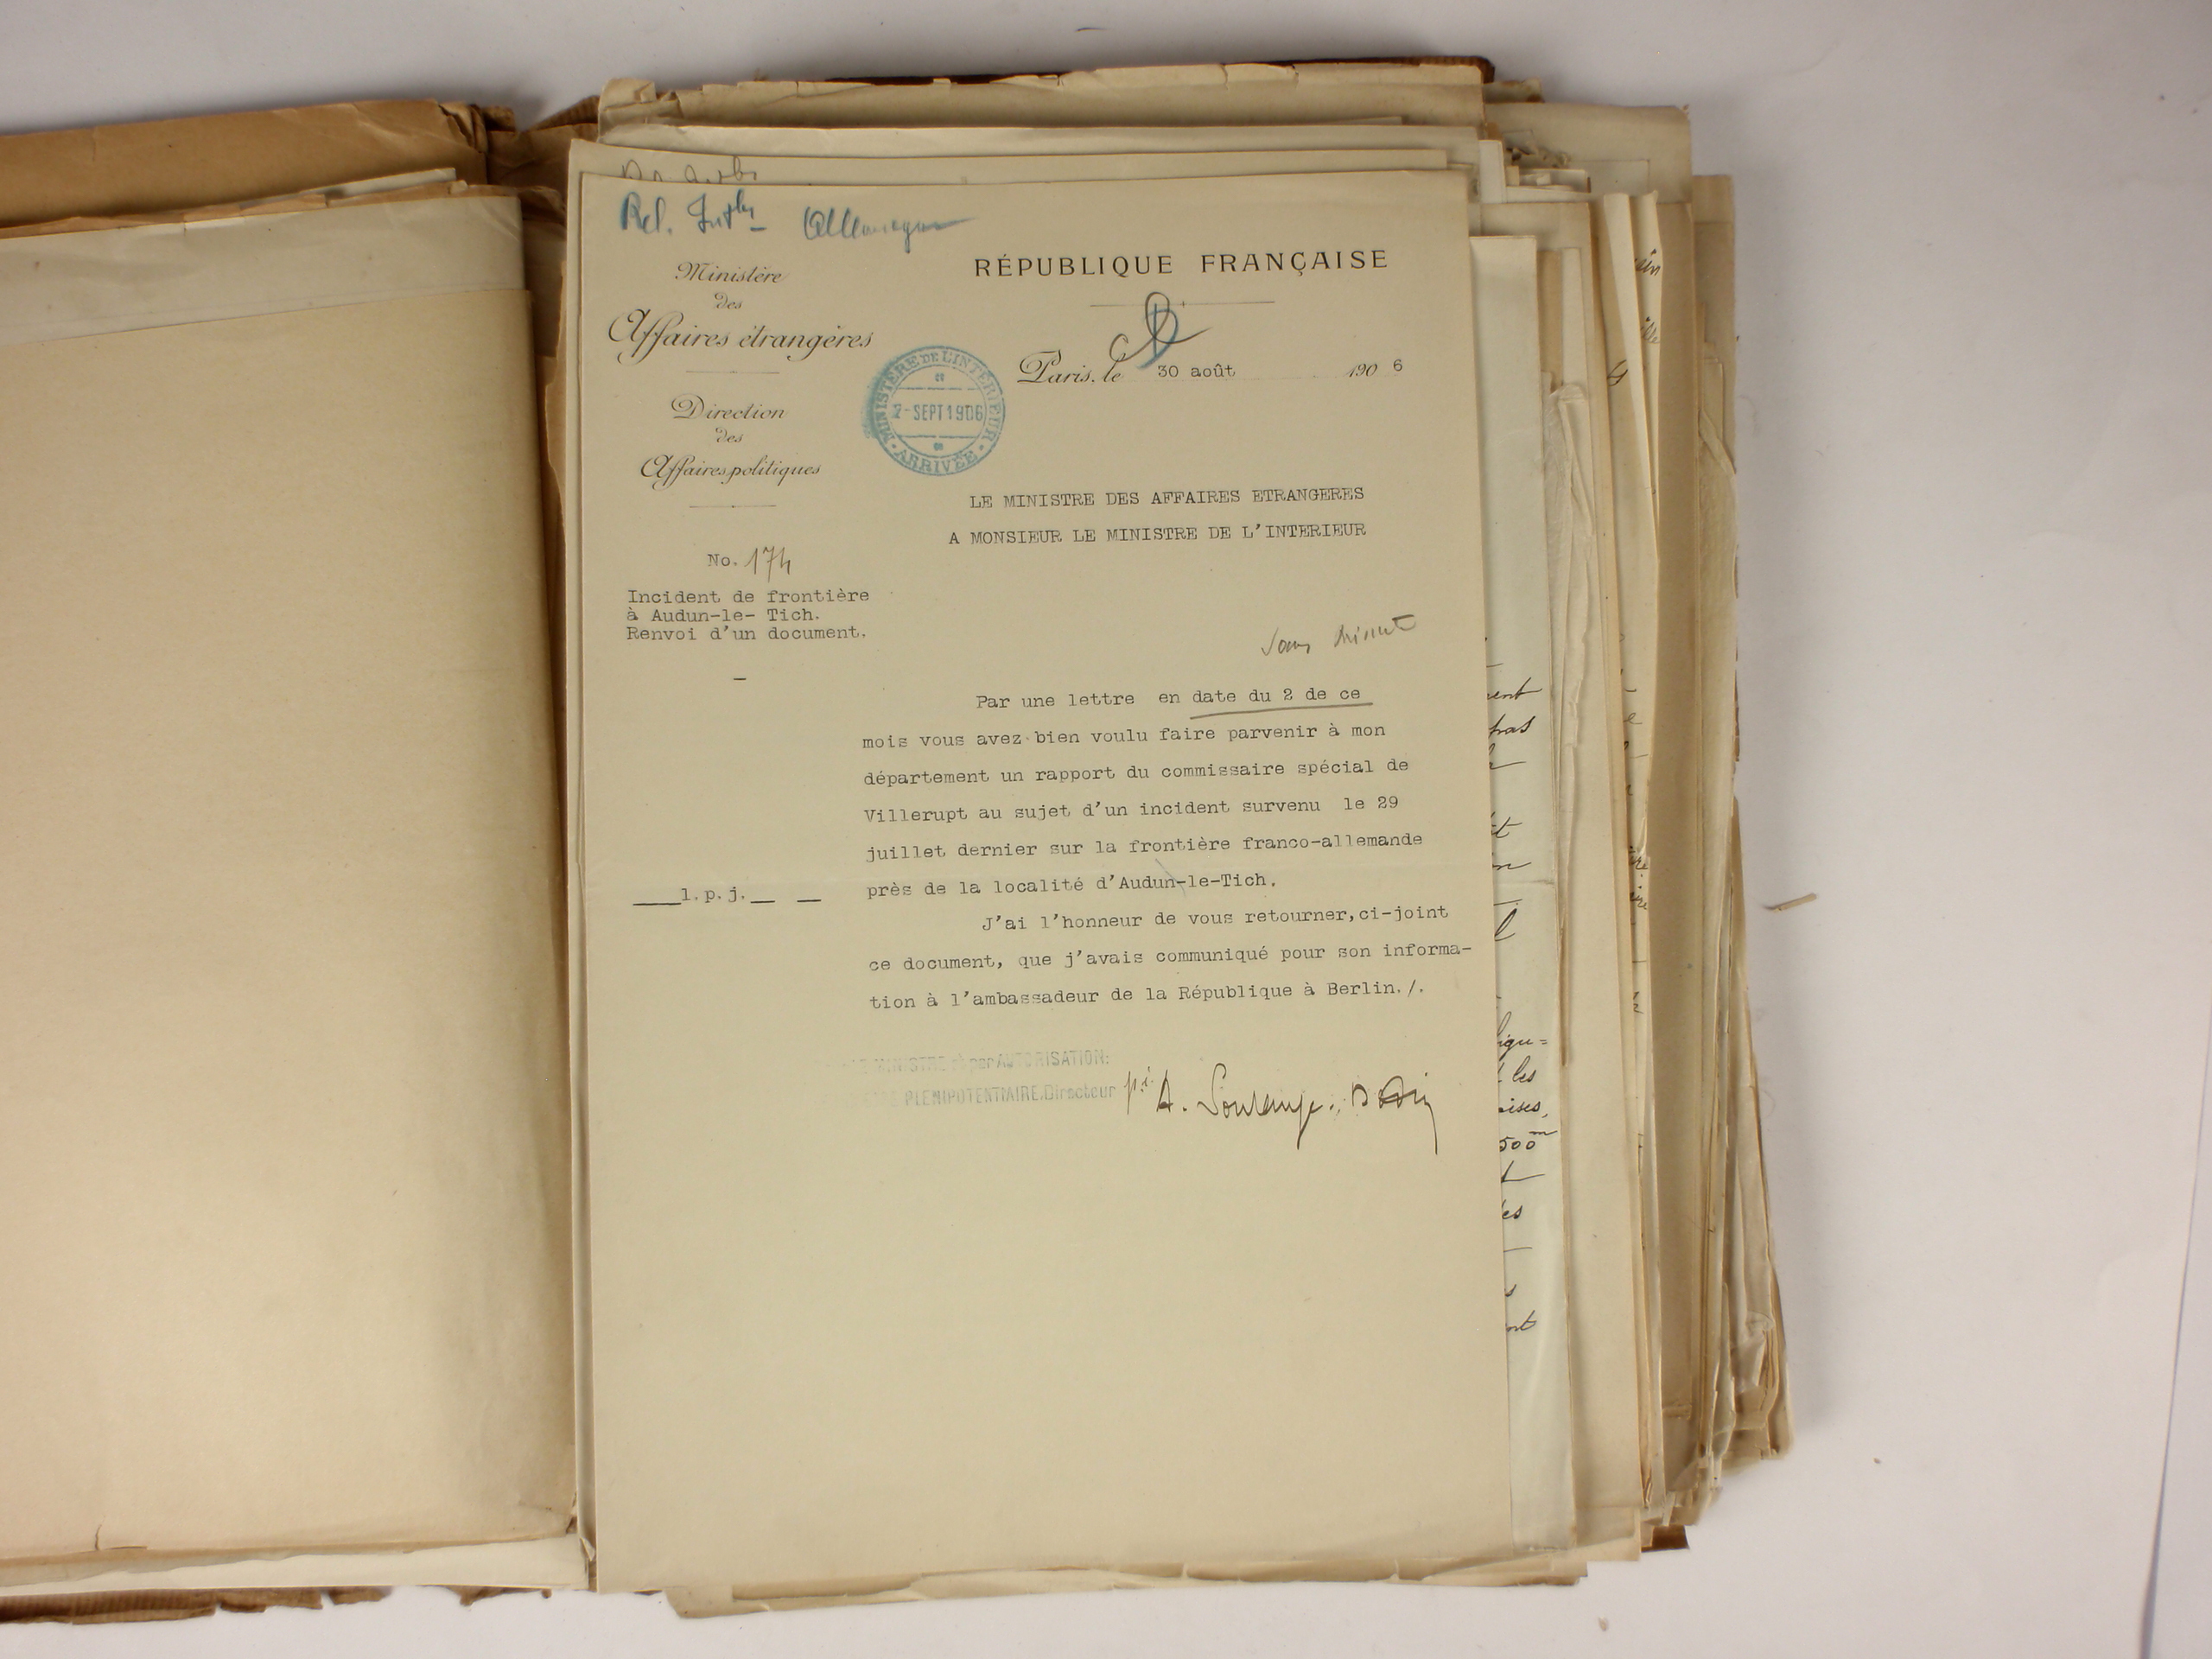 Rel. Allemagne
RÉPUBLIQUE FRANÇAISE
Ministère
des
Affaires étrangères
Paris, le 30 août 1906
MINISTÈRE DE L'INTÉRIEUR
2-SEPT 1906
ARRIVÉE
Direction
des
Affaires politiques
LE MINISTRE DES AFFAIRES ETRANGERES
A MONSIEUR LE MINISTRE DE L'INTERIEUR
No. 174
Incident de frontière
à Audun-le- Tich.
Renvoi d'un document.
Par une lettre en date du 2 de ce
mois vous avez bien voulu faire parvenir à mon
département un rapport du commissaire spécial de
Villerupt au sujet d'un incident survenu le 29
juillet dernier sur la frontière franco-allemande
près de la localité d'Audun-le-Tich.
1. p. j.
J'ai l'honneur de vous retourner, ci-joint
ce document, que j'avais communiqué pour son informa-
tion à l'ambassadeur de la République à Berlin./.
MINISTRE et par AUTORISATION:
PLENIPOTENTIAIRE, Directeur
les
500 m